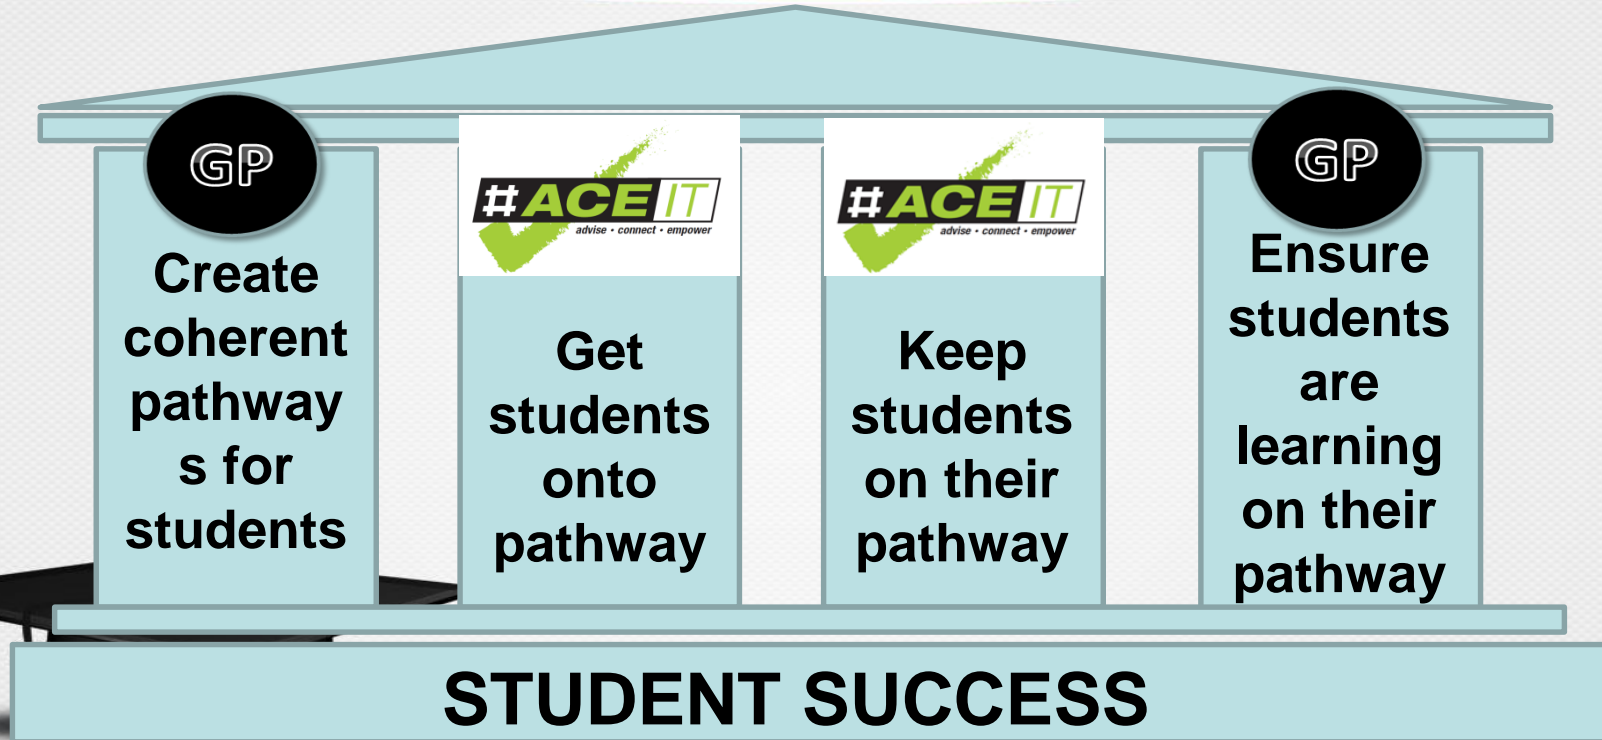 GP
Create
coherent
pathway
s for
students
#ACE IT
advise • connect • empower
Get
students
onto
pathway
#ACE IT
advise • connect • empower
Keep
students
on their
pathway
GP
Ensure
students
are
learning
on their
pathway
STUDENT SUCCESS